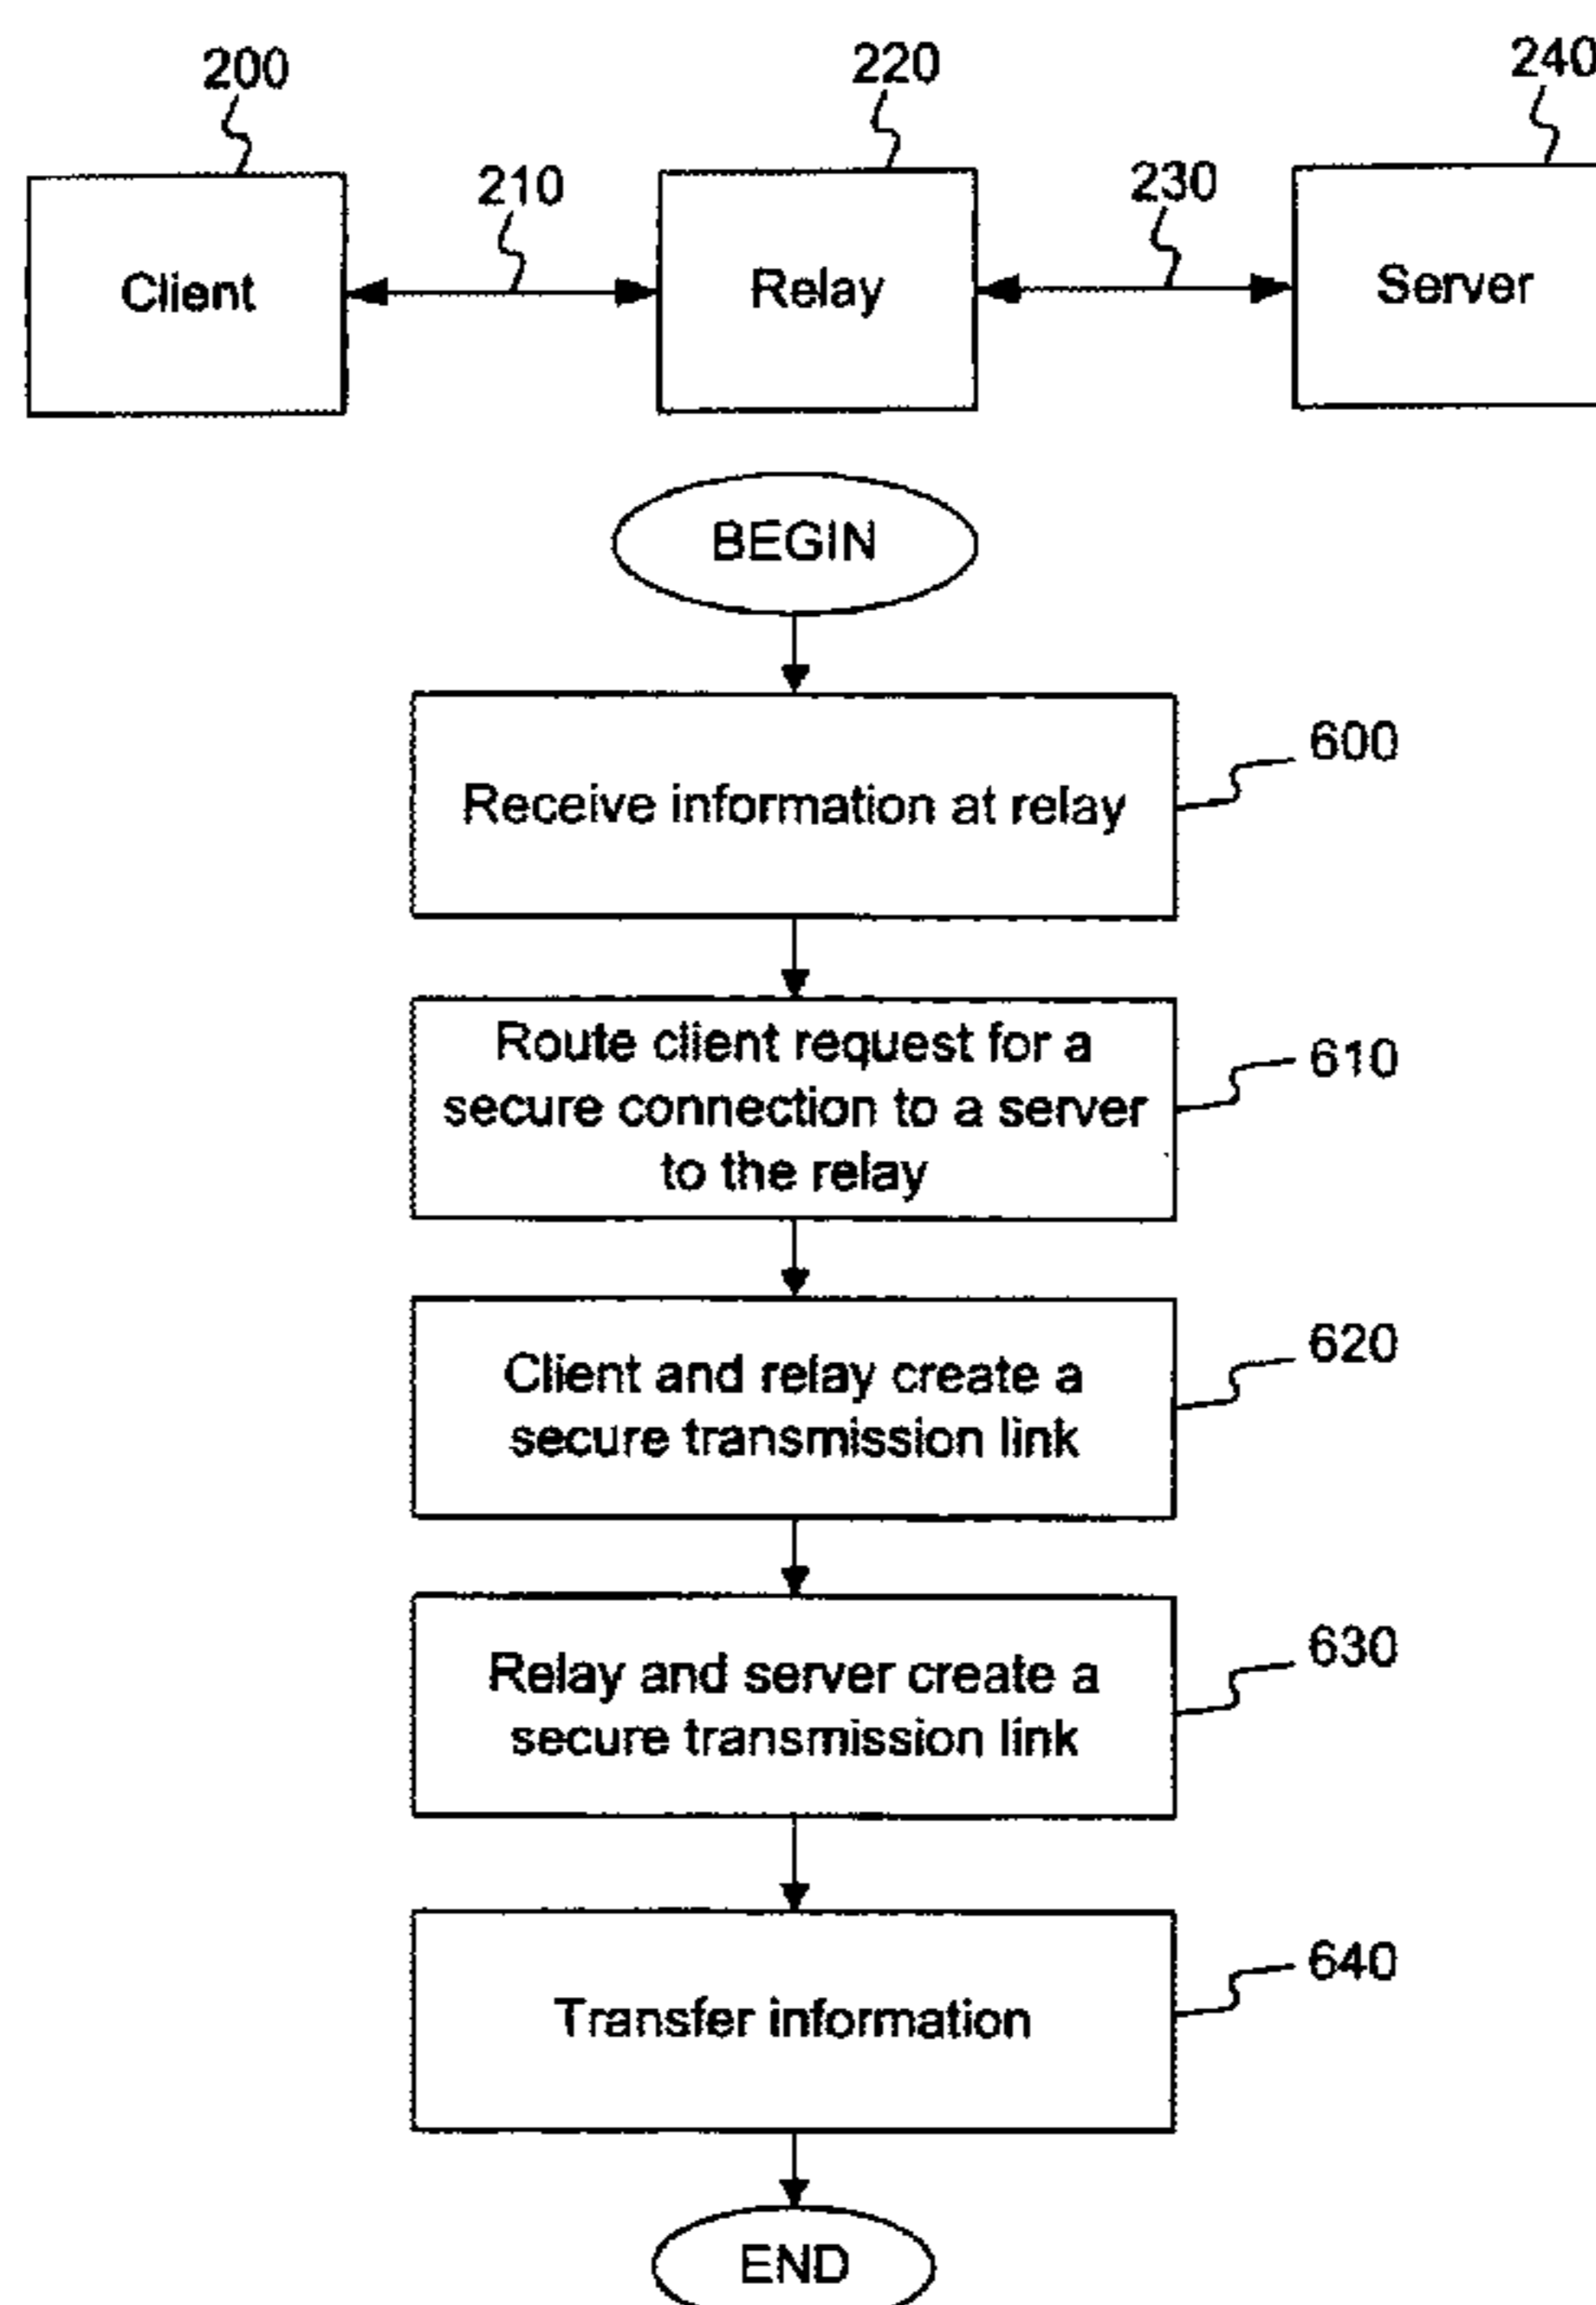 200
220
240
210
230
Client
Relay
Server
BEGIN
Receive information at relay
600
Route client request for a
secure connection to a server
to the relay
610
Client and relay create a
secure transmission link
620
Relay and server create a
secure transmission link
630
Transfer information
640
END